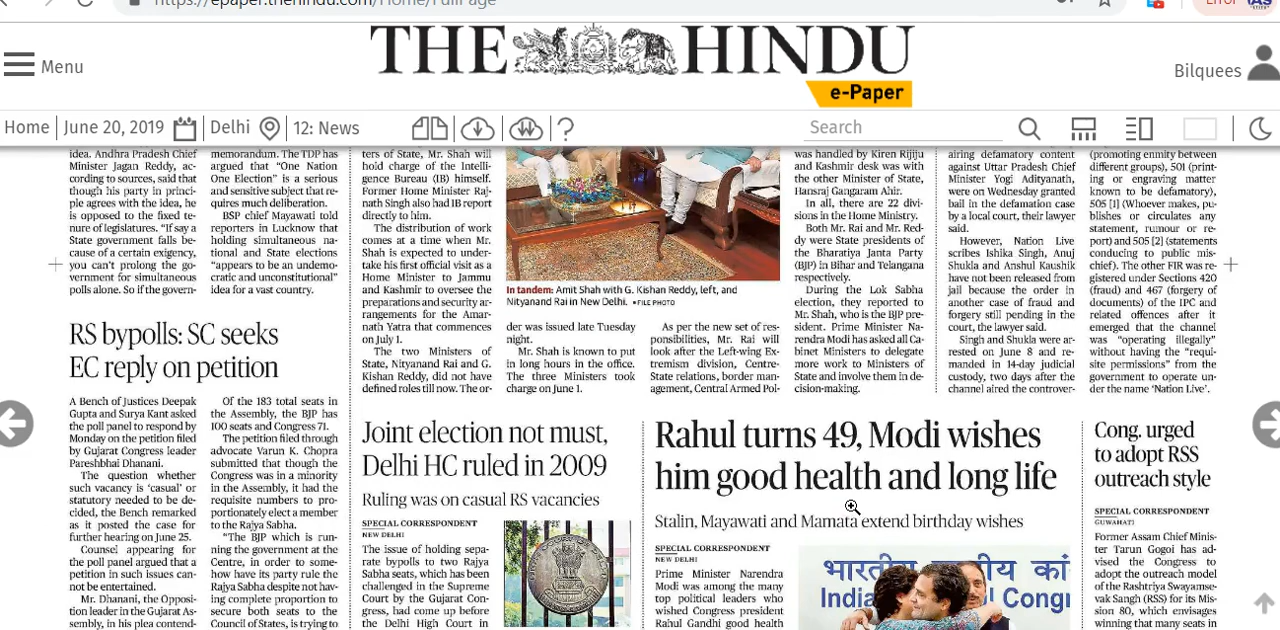 https://epaper.thehindu.com/Home/FullPage
Error
IAS
THE HINDU
e-Paper
Menu
Bilquees
Home
June 20, 2019
Delhi
12: News
Search
idea. Andhra Pradesh Chief
Minister Jagan Reddy, ac-
cording to sources, said that
though his party in princi-
ple agrees with the idea, he
is opposed to the fixed te-
nure of legislatures. “If say a
State government falls be-
cause of a certain exigency,
you can’t prolong the go-
vernment for simultaneous
polls alone. So if the govern-
memorandum. The TDP has
argued that “One Nation
One Election” is a serious
and sensitive subject that re-
quires much deliberation.
BSP chief Mayawati told
reporters in Lucknow that
holding simultaneous na-
tional and State elections
“appears to be an undemo-
cratic and unconstitutional”
idea for a vast country.
RS bypolls: SC seeks
EC reply on petition
A Bench of Justices Deepak
Gupta and Surya Kant asked
the poll panel to respond by
Monday on the petition filed
by Gujarat Congress leader
Pareshbhai Dhanani.
The question whether
such vacancy is ‘casual’ or
statutory needed to be de-
cided, the Bench remarked
as it posted the case for
further hearing on June 25.
Counsel appearing for
the poll panel argued that a
petition in such issues can-
not be entertained.
Mr. Dhanani, the Opposi-
tion leader in the Gujarat As-
sembly, in his plea contend-
Of the 183 total seats in
the Assembly, the BJP has
100 seats and Congress 71.
The petition filed through
advocate Varun K. Chopra
submitted that though the
Congress was in a minority
in the Assembly, it had the
requisite numbers to pro-
portionately elect a member
to the Rajya Sabha.
“The BJP which is run-
ning the government at the
Centre, in order to some-
how have its party rule the
Rajya Sabha despite not hav-
ing complete proportion to
secure both seats to the
Council of States, is trying to
ters of State, Mr. Shah will
hold charge of the Intelli-
gence Bureau (IB) himself.
Former Home Minister Raj-
nath Singh also had IB report
directly to him.
The distribution of work
comes at a time when Mr.
Shah is expected to under-
take his first official visit as a
Home Minister to Jammu
and Kashmir to oversee the
preparations and security ar-
rangements for the Amar-
nath Yatra that commences
on July 1.
The two Ministers of
State, Nityanand Rai and G.
Kishan Reddy, did not have
defined roles till now. The or-
In tandem: Amit Shah with G. Kishan Reddy, left, and
Nityanand Rai in New Delhi. • FILE PHOTO
der was issued late Tuesday
night.
Mr. Shah is known to put
in long hours in the office.
The three Ministers took
charge on June 1.
As per the new set of res-
ponsibilities, Mr. Rai will
look after the Left-wing Ex-
tremism division, Centre-
State relations, border man-
agement, Central Armed Pol-
was handled by Kiren Rijiju
and Kashmir desk was with
the other Minister of State,
Hansraj Gangaram Ahir.
In all, there are 22 divi-
sions in the Home Ministry.
Both Mr. Rai and Mr. Red-
dy were State presidents of
the Bharatiya Janta Party
(BJP) in Bihar and Telangana
respectively.
During the Lok Sabha
election, they reported to
Mr. Shah, who is the BJP pre-
sident. Prime Minister Na-
rendra Modi has asked all Ca-
binet Ministers to delegate
more work to Ministers of
State and involve them in de-
cision-making.
airing defamatory content
against Uttar Pradesh Chief
Minister Yogi Adityanath,
were on Wednesday granted
bail in the defamation case
by a local court, their lawyer
said.
However, Nation Live
scribes Ishika Singh, Anuj
Shukla and Anshul Kaushik
have not been released from
jail because the order in
another case of fraud and
forgery still pending in the
court, the lawyer said.
Singh and Shukla were ar-
rested on June 8 and re-
manded in 14-day judicial
custody, two days after the
channel aired the controver-
(promoting enmity between
different groups), 501 (print-
ing or engraving matter
known to be defamatory),
505 [1] (Whoever makes, pu-
blishes or circulates any
statement, rumour or re-
port) and 505 [2] (statements
conducing to public mis-
chief). The other FIR was re-
gistered under Sections 420
(fraud) and 467 (forgery of
documents) of the IPC and
related offences after it
emerged that the channel
was “operating illegally”
without having the “requi-
site permissions” from the
government to operate un-
der the name ‘Nation Live’.
Joint election not must,
Delhi HC ruled in 2009
Ruling was on casual RS vacancies
SPECIAL CORRESPONDENT
NEW DELHI
The issue of holding sepa-
rate bypolls to two Rajya
Sabha seats, which has been
challenged in the Supreme
Court by the Gujarat Con-
gress, had come up before
the Delhi High Court in
Rahul turns 49, Modi wishes
him good health and long life
Stalin, Mayawati and Mamata extend birthday wishes
SPECIAL CORRESPONDENT
NEW DELHI
Prime Minister Narendra
Modi was among the many
top political leaders who
wished Congress president
Rahul Gandhi good health
भारतीय
कां
India
Congr
Cong. urged
to adopt RSS
outreach style
SPECIAL CORRESPONDENT
GUWAHATI
Former Assam Chief Minis-
ter Tarun Gogoi has ad-
vised the Congress to
adopt the outreach model
of the Rashtriya Swayamse-
vak Sangh (RSS) for its Mis-
sion 80, which envisages
winning that many seats in